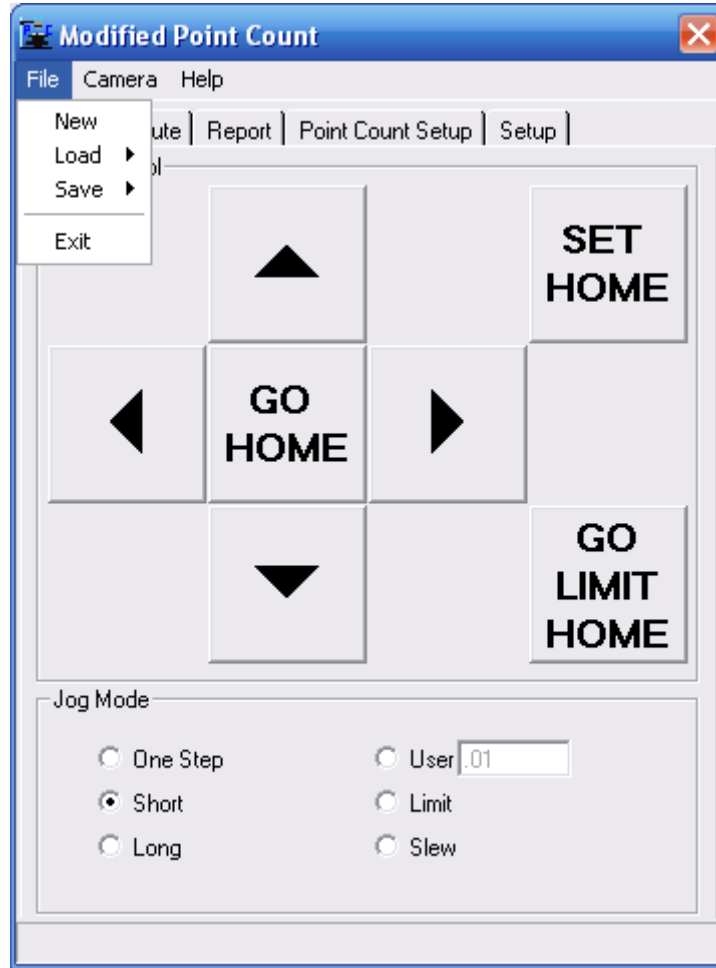 Modified Point Count
File Camera Help
New
Load
Save
Exit
Report Point Count Setup Setup
SET
HOME
GO
HOME
GO
LIMIT
HOME
Jog Mode
One Step
User .01
Short
Limit
Long
Slew